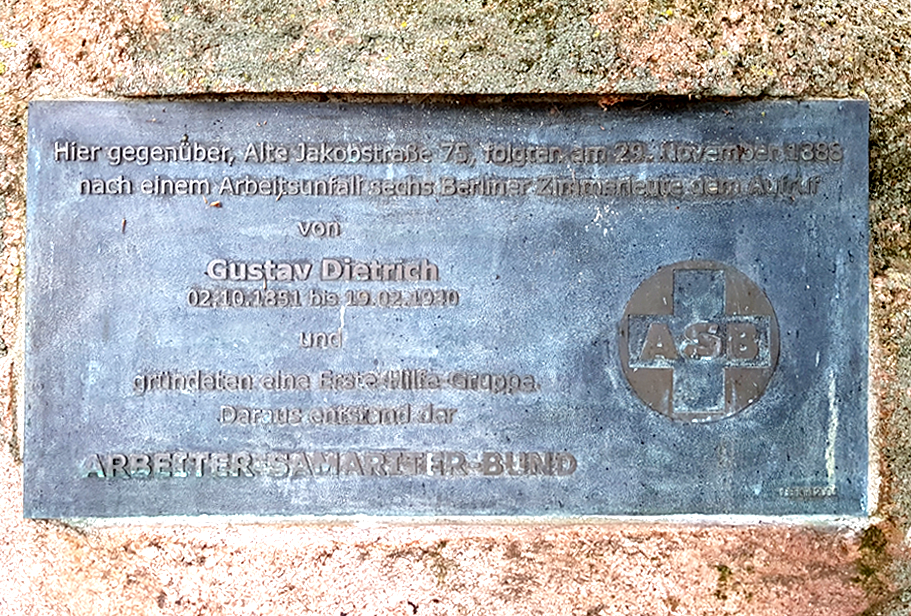 Hier gegenüber, Alte Jakobstraße 75, folgten am 29. November 1888
nach einem Arbeitsunfall sechs Berliner Zimmerleute dem Aufruf
von
Gustav Dietrich
02.10.1851 bis 19.02.1930
und
gründeten eine Erste-Hilfe-Gruppe.
Daraus entstand der
ARBEITER-SAMARITER-BUND
ASB